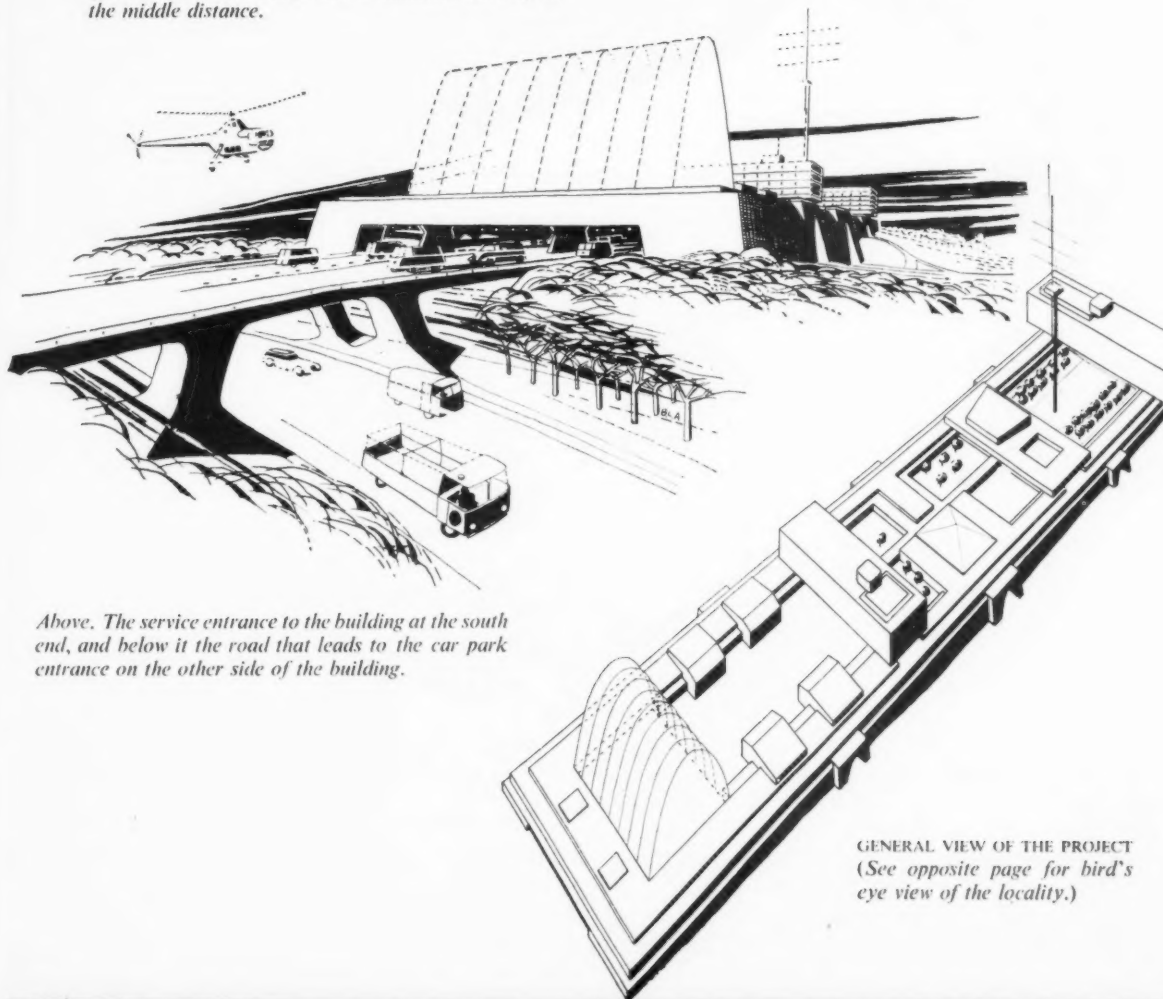 the middle distance.
BLA
Above. The service entrance to the building at the south
end, and below it the road that leads to the car park
entrance on the other side of the building.
GENERAL VIEW OF THE PROJECT
(See opposite page for bird's
eye view of the locality.)